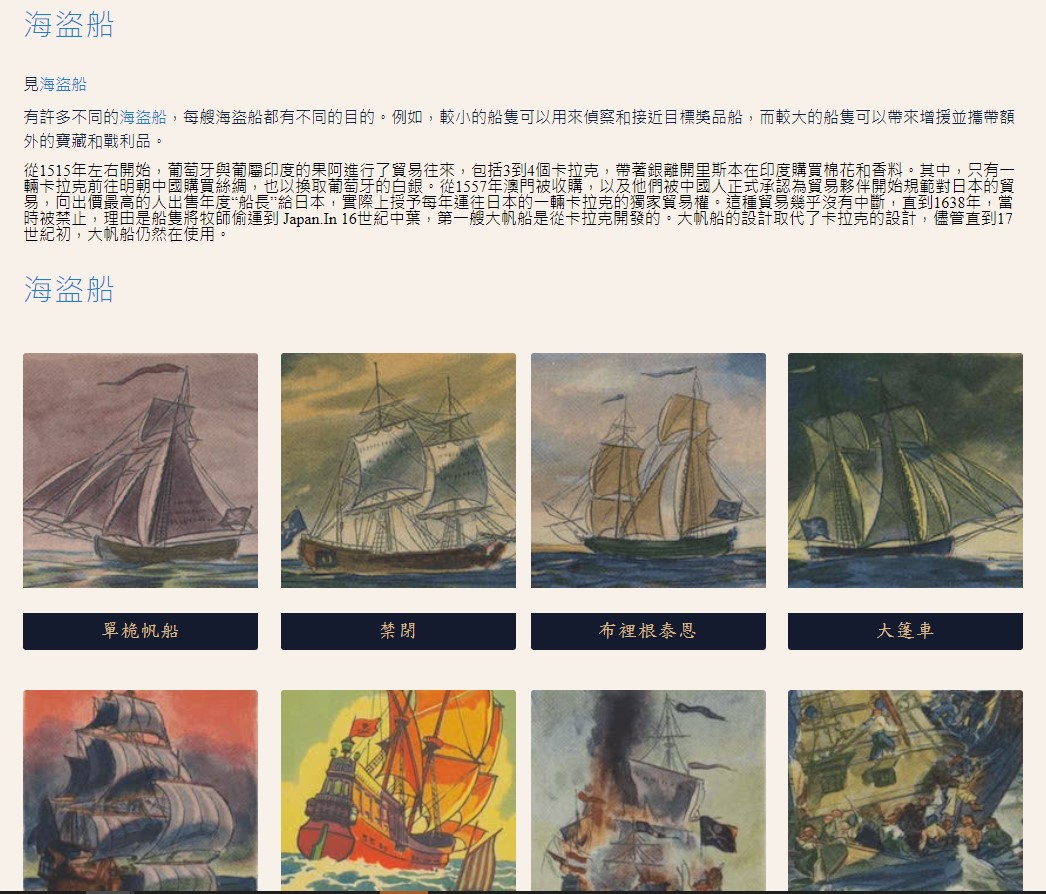 海盜船
見海盜船
有許多不同的海盜船，每艘海盜船都有不同的目的。例如，較小的船隻可以用來偵察和接近目標獎品船，而較大的船隻可以帶來增援並攜帶額
外的寶藏和戰利品。
從1515年左右開始，葡萄牙與葡屬印度的果阿進行了貿易往來，包括3到4個卡拉克，帶著銀離開里斯本在印度購買棉花和香料。其中，只有一
輛卡拉克前往明朝中國購買絲綢，也以換取葡萄牙的白銀。從1557年澳門被收購，以及他們被中國人正式承認為貿易夥伴開始規範對日本的貿
易，向出價最高的人出售年度“船長”給日本，實際上授予每年運往日本的一輛卡拉克的獨家貿易權。這種貿易幾乎沒有中斷，直到1638年，當
時被禁止，理由是船隻將牧師偷運到 Japan.In 16世紀中葉，第一艘大帆船是從卡拉克開發的。大帆船的設計取代了卡拉克的設計，儘管直到17
世紀初，大帆船仍然在使用。
海盜船
單桅帆船
禁閉
布裡根泰恩
大篷車